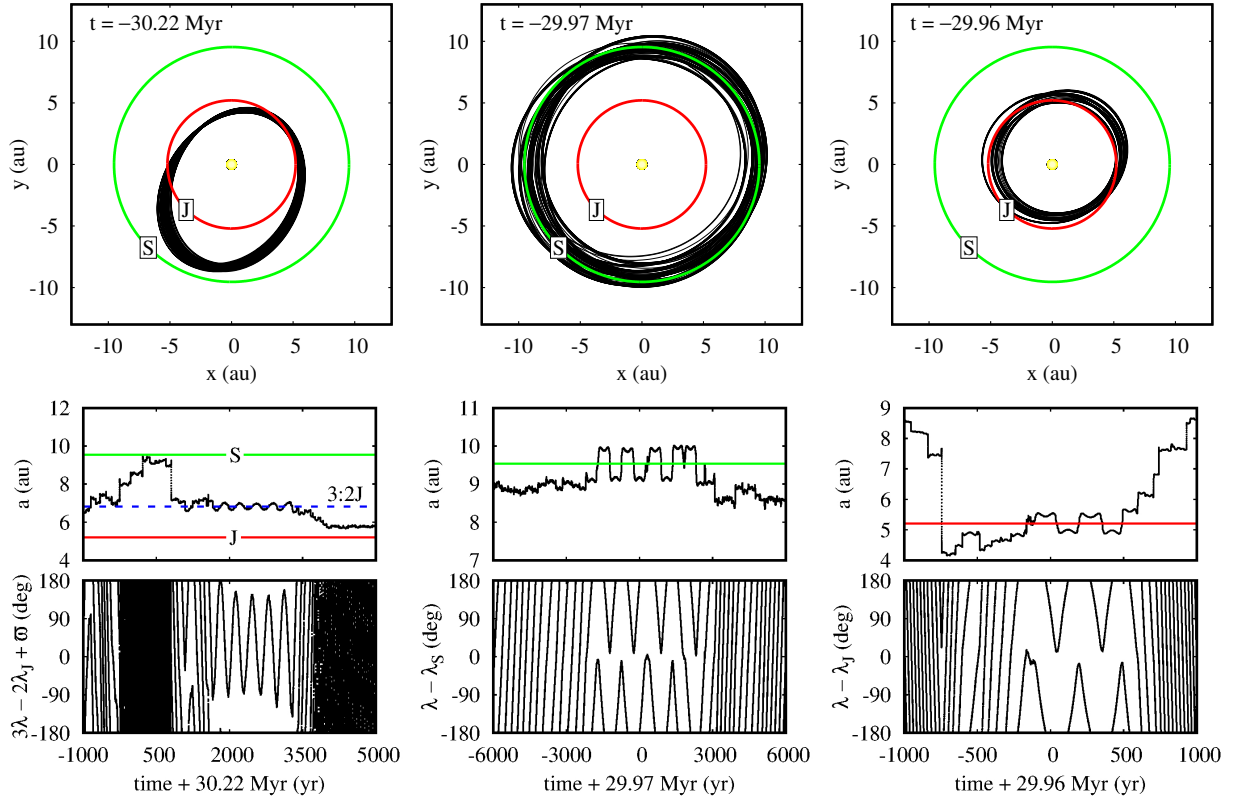 t = −30.22 Myr
t = −29.97 Myr
t = −29.96 Myr
y (au)
10
5
0
-5
-10
J
S
-10 -5 0 5 10
x (au)
y (au)
10
5
0
-5
-10
J
S
-10 -5 0 5 10
x (au)
y (au)
10
5
0
-5
-10
J
S
-10 -5 0 5 10
x (au)
a (au)
12
10
8
6
4
S
3:2J
J
a (au)
11
10
9
8
7
a (au)
9
8
7
6
5
4
3λ − 2λJ + ϖ (deg)
180
90
0
-90
-180
-1000 500 2000 3500 5000
time + 30.22 Myr (yr)
λ − λS (deg)
180
90
0
-90
-180
-6000 -3000 0 3000 6000
time + 29.97 Myr (yr)
λ − λJ (deg)
180
90
0
-90
-180
-1000 -500 0 500 1000
time + 29.96 Myr (yr)